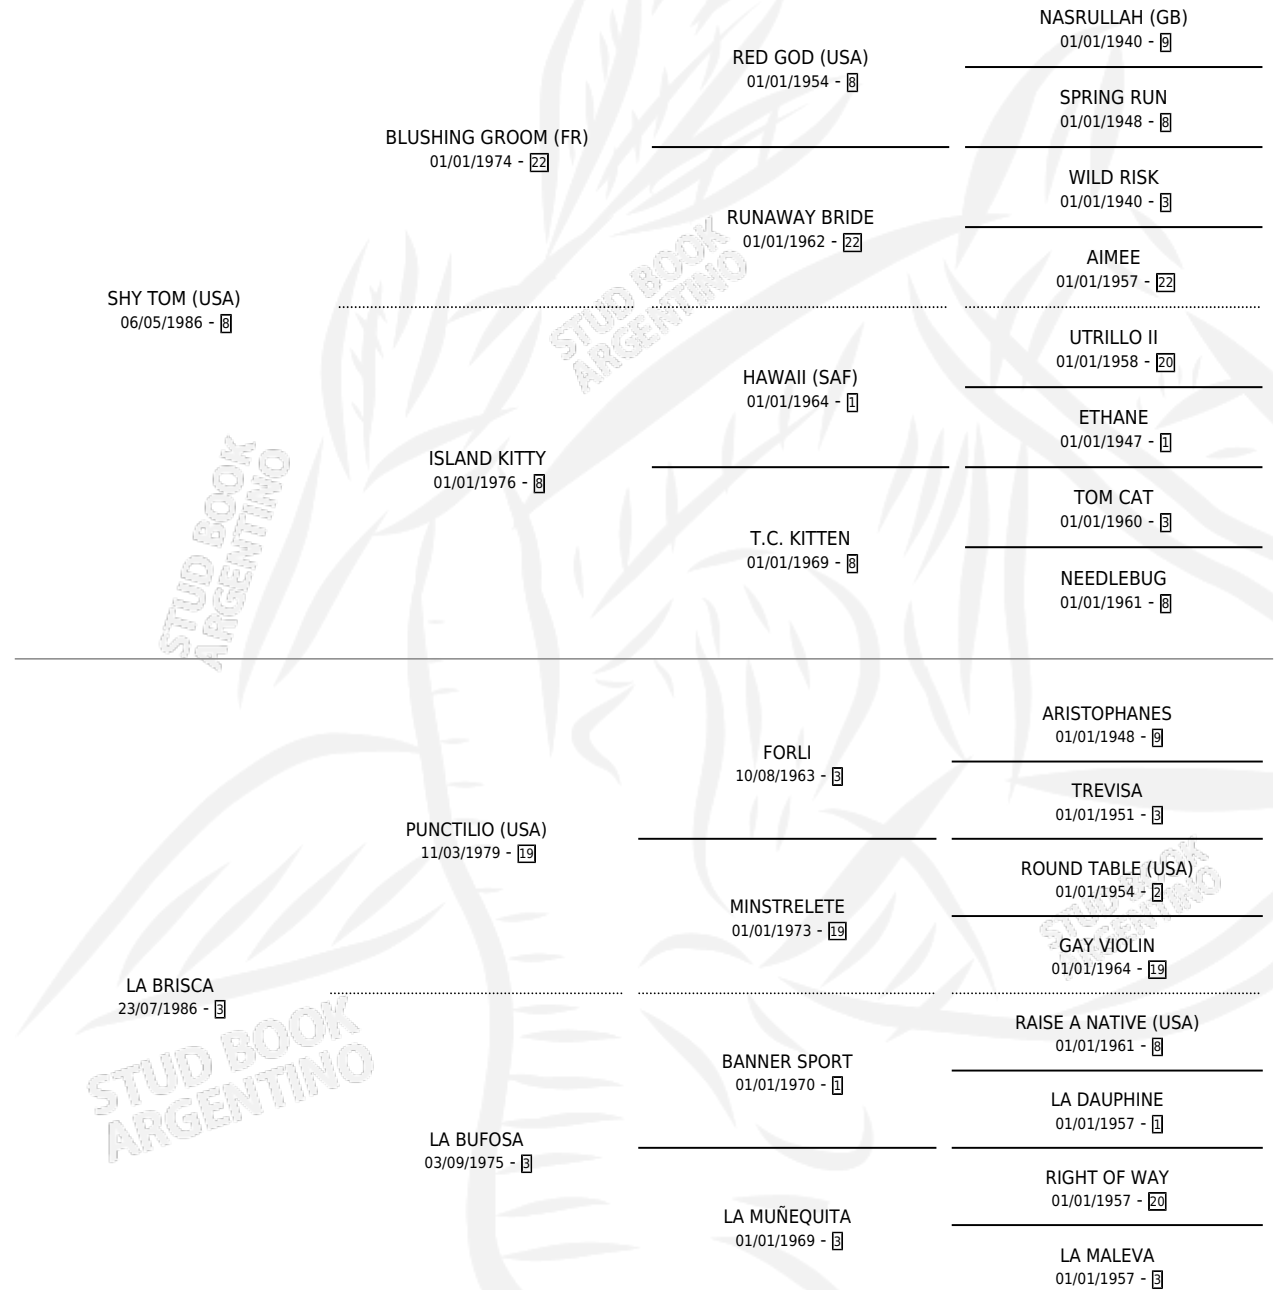 NASRULLAH (GB)
01/01/1940 - 9
RED GOD (USA)
01/01/1954 - 8
SPRING RUN
01/01/1948 - 8
BLUSHING GROOM (FR)
01/01/1974 - 22
WILD RISK
01/01/1940 - 3
RUNAWAY BRIDE
01/01/1962 - 22
AIMEE
01/01/1957 - 22
SHY TOM (USA)
06/05/1986 - 8
UTRILLO II
01/01/1958 - 20
HAWAII (SAF)
01/01/1964 - 1
ETHANE
01/01/1947 - 1
ISLAND KITTY
01/01/1976 - 8
TOM CAT
01/01/1960 - 3
T.C. KITTEN
01/01/1969 - 8
NEEDLEBUG
01/01/1961 - 8
ARISTOPHANES
01/01/1948 - 9
FORLI
10/08/1963 - 3
TREVISA
01/01/1951 - 3
PUNCTILIO (USA)
11/03/1979 - 19
ROUND TABLE (USA)
01/01/1954 - 2
MINSTRELETE
01/01/1973 - 19
GAY VIOLIN
01/01/1964 - 19
LA BRISCA
23/07/1986 - 3
RAISE A NATIVE (USA)
01/01/1961 - 8
BANNER SPORT
01/01/1970 - 1
LA DAUPHINE
01/01/1957 - 1
LA BUFOSA
03/09/1975 - 3
RIGHT OF WAY
01/01/1957 - 20
LA MUÑEQUITA
01/01/1969 - 3
LA MALEVA
01/01/1957 - 3
STUD BOOK
ARGENTINO
STUD BOOK
ARGENTINO
STUD BOOK
ARGENTINO
STUD BOOK
ARGENTINO